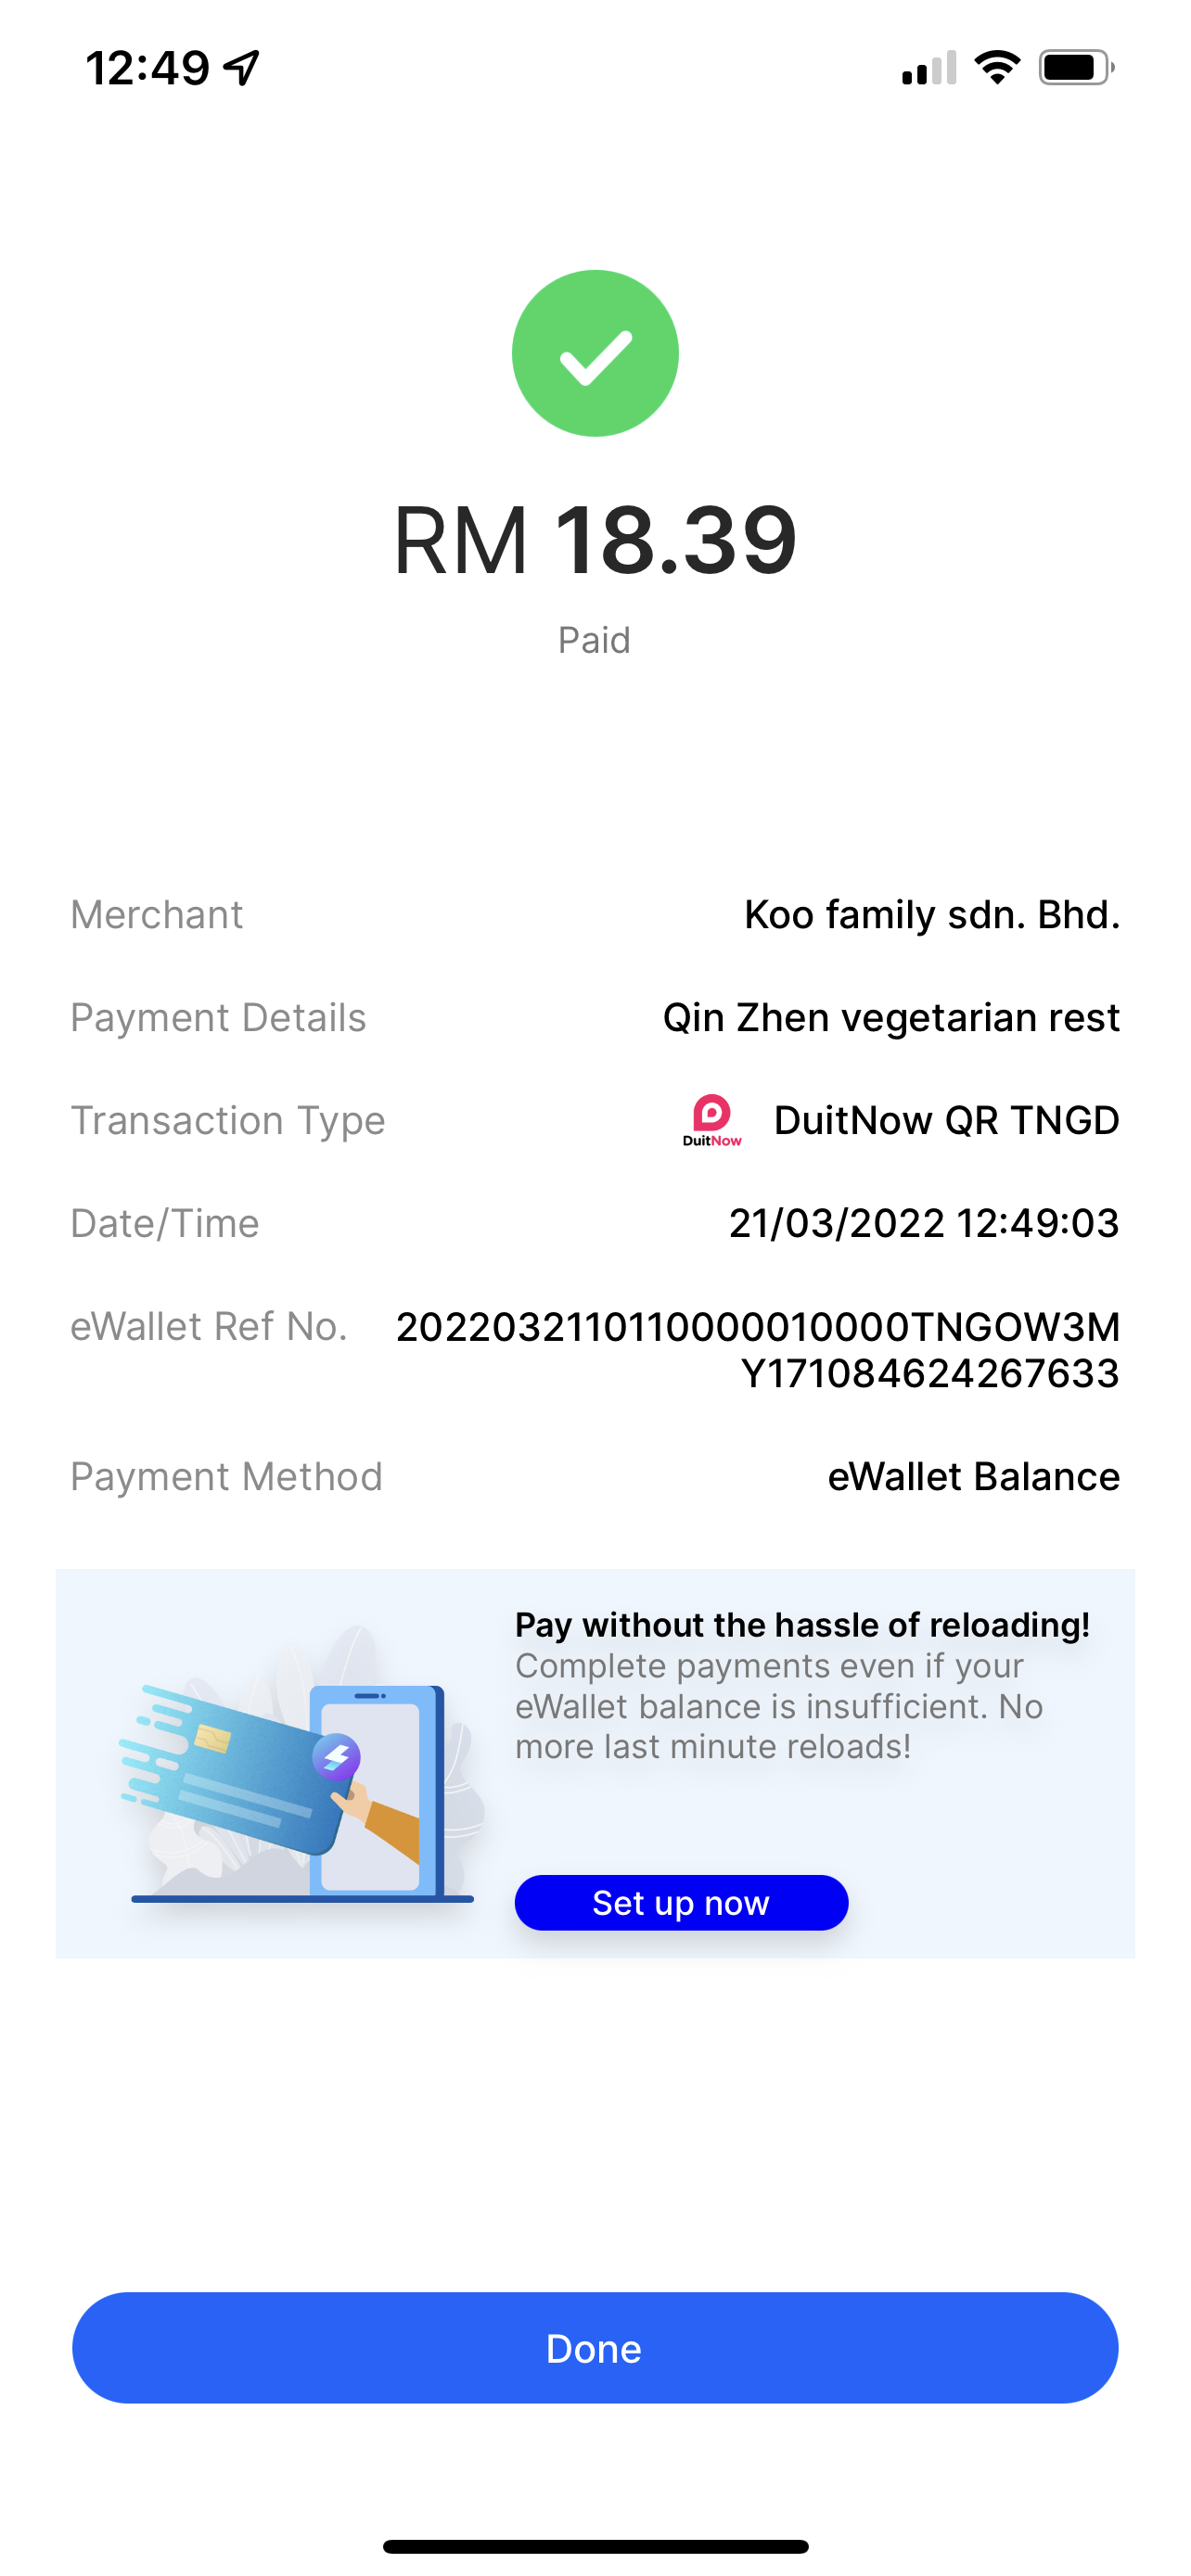 12:49
RM 18.39
Paid
Merchant Koo family sdn. Bhd.
Payment Details Qin Zhen vegetarian rest
Transaction Type DuitNow DuitNow QR TNGD
Date/Time 21/03/2022 12:49:03
eWallet Ref No. 20220321101110000010000TNGOW3M
Y171084624267633
Payment Method eWallet Balance
Pay without the hassle of reloading!
Complete payments even if your
eWallet balance is insufficient. No
more last minute reloads!
Set up now
Done